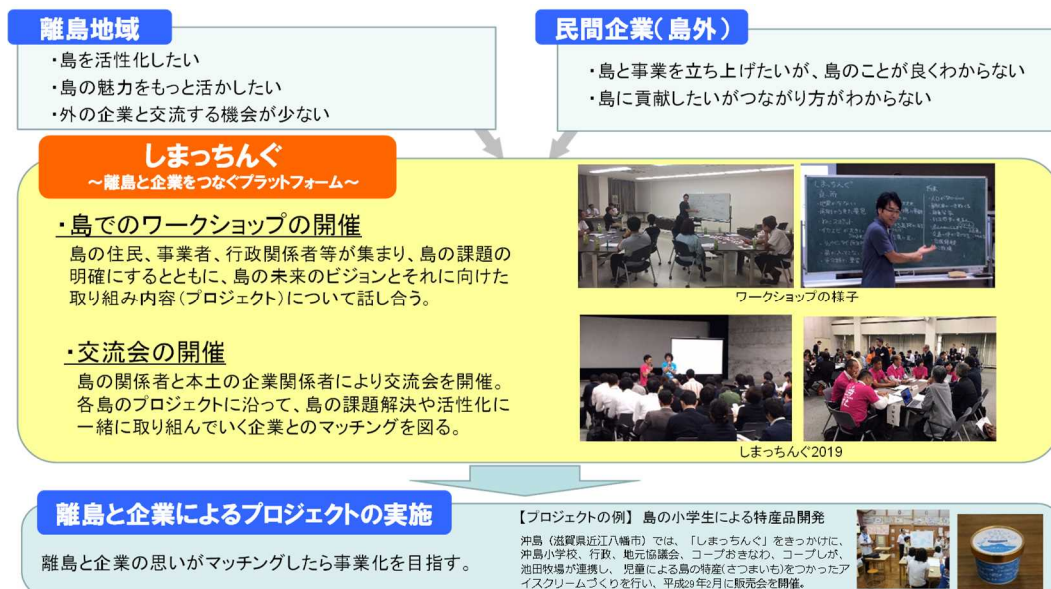 離島地域
・島を活性化したい
・島の魅力をもっと活かしたい
・外の企業と交流する機会が少ない
民間企業(島外)
・島と事業を立ち上げたいが、島のことが良くわからない
・島に貢献したいがつながり方がわからない
しまっちんぐ
～離島と企業をつなぐプラットフォーム～
・島でのワークショップの開催
島の住民、事業者、行政関係者等が集まり、島の課題の
明確にするとともに、島の未来のビジョンとそれに向けた
取り組み内容(プロジェクト)について話し合う。
ワークショップの様子
・交流会の開催
島の関係者と本土の企業関係者により交流会を開催。
各島のプロジェクトに沿って、島の課題解決や活性化に
一緒に取り組んでいく企業とのマッチングを図る。
しまっちんぐ2019
離島と企業によるプロジェクトの実施
離島と企業の思いがマッチングしたら事業化を目指す。
【プロジェクトの例】 島の小学生による特産品開発
沖島（滋賀県近江八幡市）では、「しまっちんぐ」をきっかけに、
沖島小学校、行政、地元協議会、コープおきなわ、コープしが、
池田牧場が連携し、児童による島の特産(さつまいも)をつかったア
イスクリームづくりを行い、平成29年2月に販売会を開催。